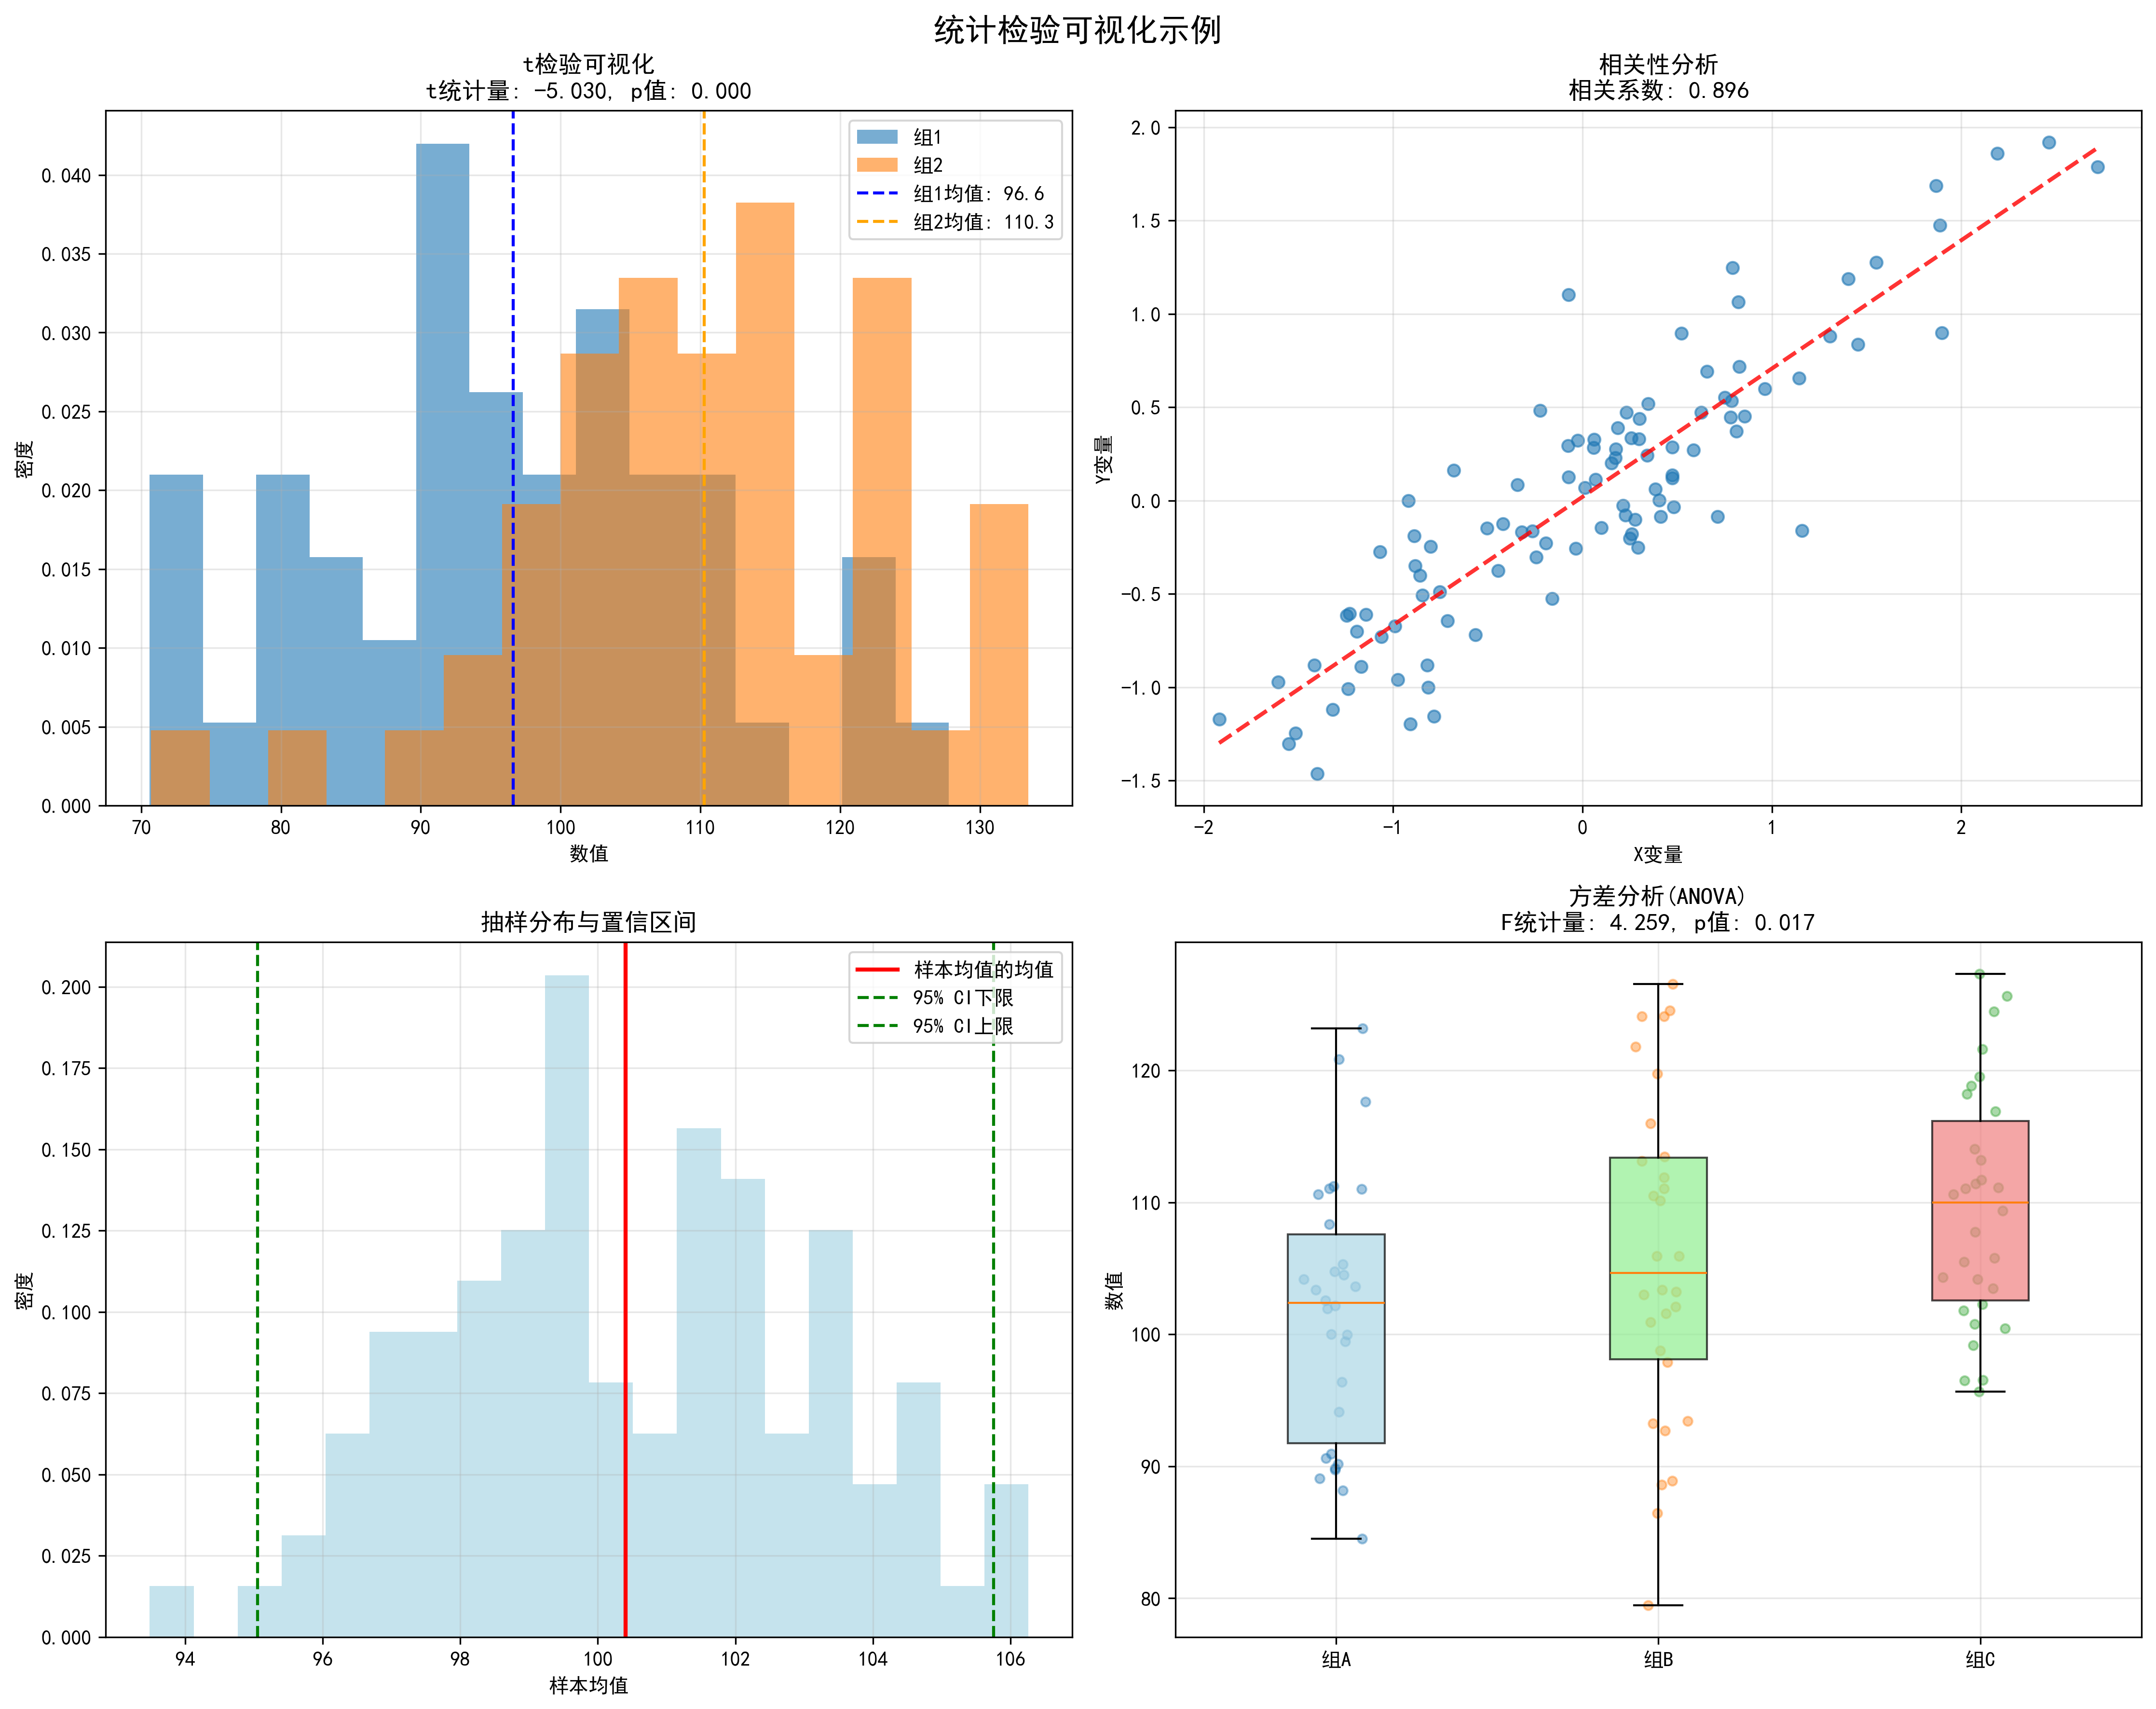 统计检验可视化示例
t检验可视化
t统计量: −5.030, p值: 0.000
组1
组2
组1均值: 96.6
组2均值: 110.3
0.040
0.035
0.030
0.025
0.020
0.015
0.010
0.005
0.000
密度
70 80 90 100 110 120 130
数值
相关性分析
相关系数: 0.896
2.0
1.5
1.0
0.5
0.0
−0.5
−1.0
−1.5
Y变量
−2 −1 0 1 2
X变量
抽样分布与置信区间
样本均值的均值
95% CI下限
95% CI上限
0.200
0.175
0.150
0.125
0.100
0.075
0.050
0.025
0.000
密度
94 96 98 100 102 104 106
样本均值
方差分析(ANOVA)
F统计量: 4.259, p值: 0.017
120
110
100
90
80
数值
组A 组B 组C